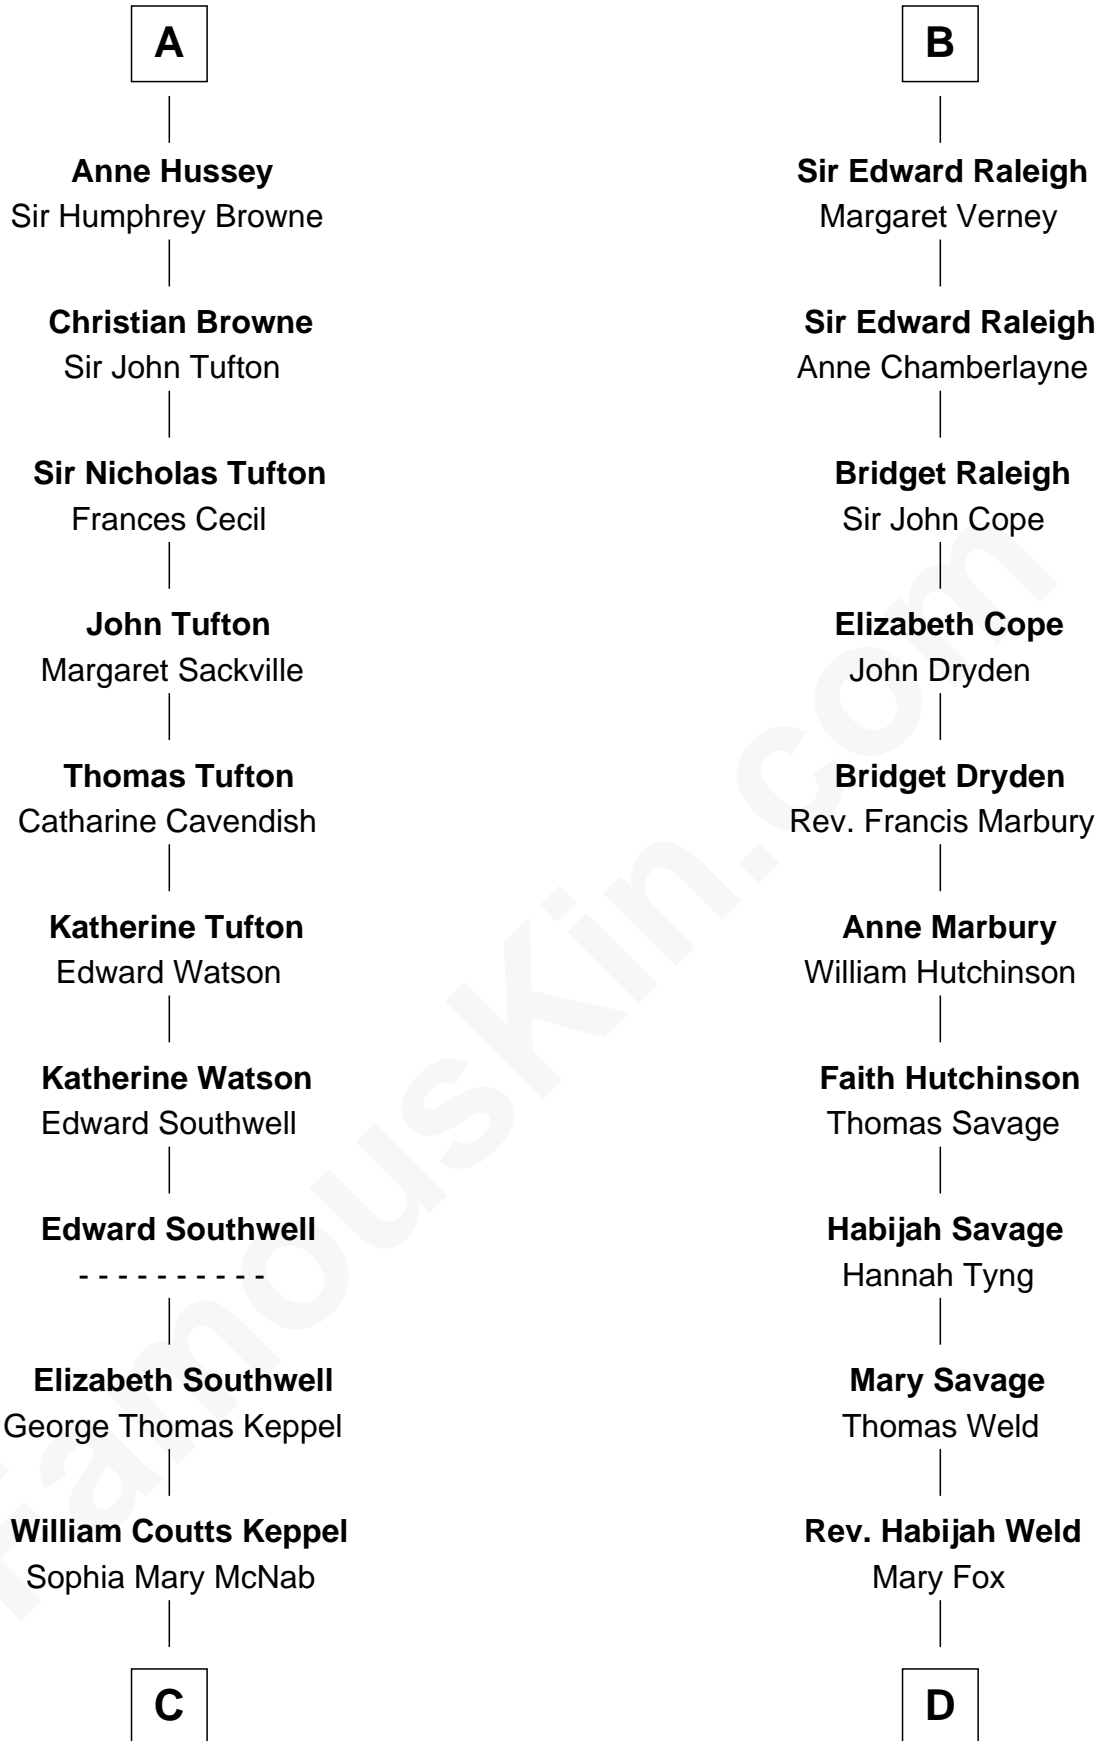 A
Anne Hussey
Sir Humphrey Browne
Christian Browne
Sir John Tufton
Sir Nicholas Tufton
Frances Cecil
John Tufton
Margaret Sackville
Thomas Tufton
Catharine Cavendish
Katherine Tufton
Edward Watson
Katherine Watson
Edward Southwell
Edward Southwell
- - - - - - - - - -
Elizabeth Southwell
George Thomas Keppel
William Coutts Keppel
Sophia Mary McNab
C
B
Sir Edward Raleigh
Margaret Verney
Sir Edward Raleigh
Anne Chamberlayne
Bridget Raleigh
Sir John Cope
Elizabeth Cope
John Dryden
Bridget Dryden
Rev. Francis Marbury
Anne Marbury
William Hutchinson
Faith Hutchinson
Thomas Savage
Habijah Savage
Hannah Tyng
Mary Savage
Thomas Weld
Rev. Habijah Weld
Mary Fox
D
FamousKin.com